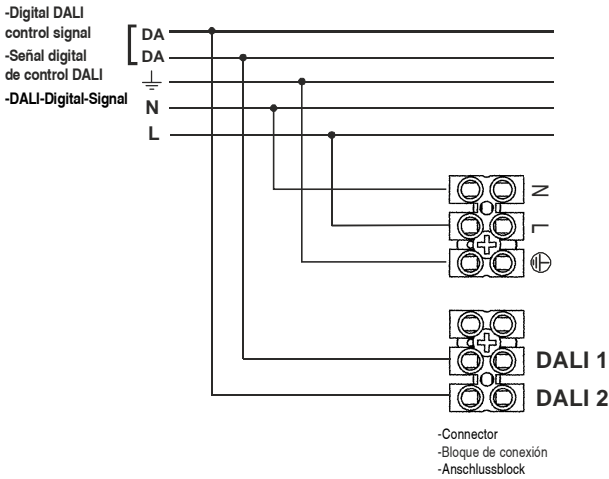 -Digital DALI
control signal
-Señal digital
de control DALI
-DALI-Digital-Signal
DA
DA
N
L
N
L
DALI 1
DALI 2
-Connector
-Bloque de conexión
-Anschlussblock